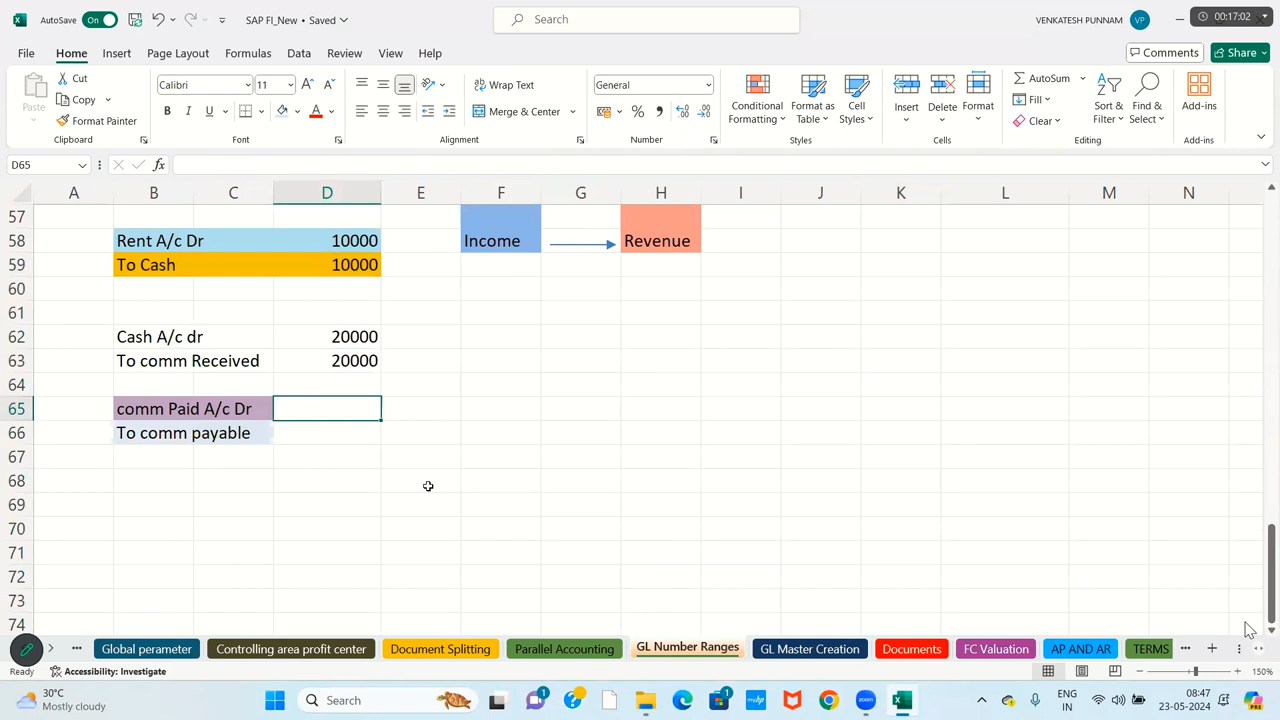 AutoSave On SAP FI_New • Saved Search VENKATESH PUNNAM VP 00:17:02
File Home Insert Page Layout Formulas Data Review View Help Comments Share
Paste Cut Copy Format Painter Clipboard
Calibri 11 B I U A Font
Wrap Text Merge & Center Alignment
General % , Number
Conditional Formatting Format as Table Cell Styles Styles
Insert Delete Format Cells
AutoSum Fill Clear Sort & Filter Find & Select Editing
Add-ins Add-ins
D65 fx
A B C D E F G H I J K L M N
57
58 Rent A/c Dr 10000 Income Revenue
59 To Cash 10000
60
61
62 Cash A/c dr 20000
63 To comm Received 20000
64
65 comm Paid A/c Dr
66 To comm payable
67
68
69
70
71
72
73
74
Global perameter Controlling area profit center Document Splitting Parallel Accounting GL Number Ranges GL Master Creation Documents FC Valuation AP AND AR TERMS
Ready Accessibility: Investigate 150%
30°C Mostly cloudy Search 1 1 ENG IN 08:47 23-05-2024